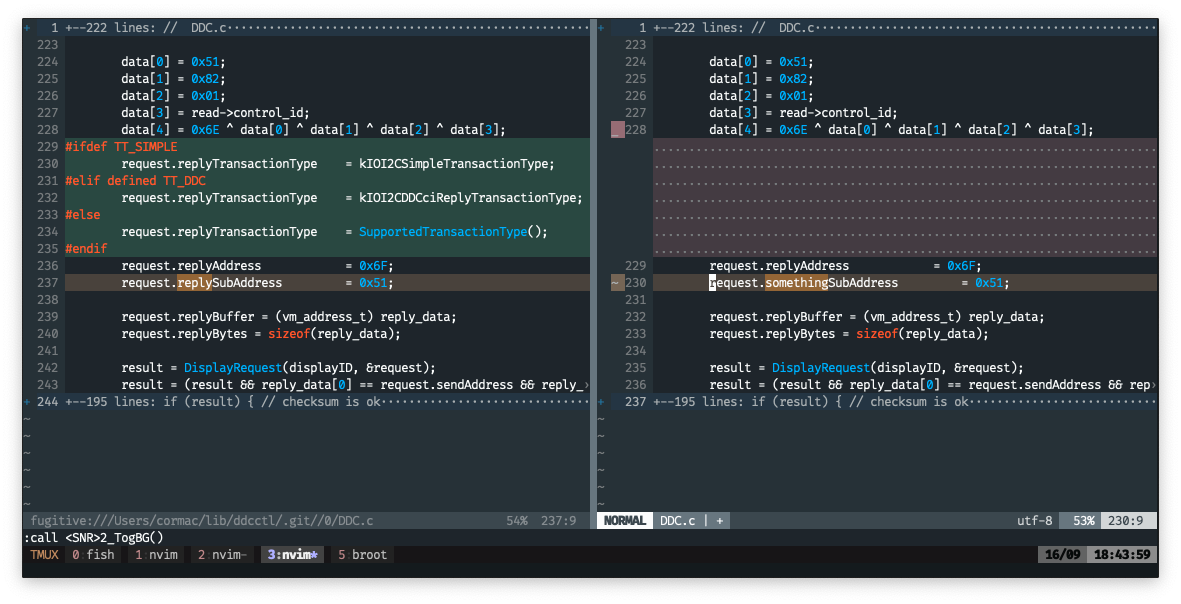 + 1 +--222 lines: // DDC.c
223
224 data[0] = 0x51;
225 data[1] = 0x82;
226 data[2] = 0x01;
227 data[3] = read->control_id;
228 data[4] = 0x6E ^ data[0] ^ data[1] ^ data[2] ^ data[3];
229 #ifdef TT_SIMPLE
230 request.replyTransactionType = kIOI2CSimpleTransactionType;
231 #elif defined TT_DDC
232 request.replyTransactionType = kIOI2CDDCciReplyTransactionType;
233 #else
234 request.replyTransactionType = SupportedTransactionType();
235 #endif
236 request.replyAddress = 0x6F;
237 request.replySubAddress = 0x51;
238
239 request.replyBuffer = (vm_address_t) reply_data;
240 request.replyBytes = sizeof(reply_data);
241
242 result = DisplayRequest(displayID, &request);
243 result = (result && reply_data[0] == request.sendAddress && reply_›
+ 244 +--195 lines: if (result) { // checksum is ok
~
~
~
~
~
~
fugitive:///Users/cormac/lib/ddcctl/.git//0/DDC.c 54% 237:9
+ 1 +--222 lines: // DDC.c
223
224 data[0] = 0x51;
225 data[1] = 0x82;
226 data[2] = 0x01;
227 data[3] = read->control_id;
_ 228 data[4] = 0x6E ^ data[0] ^ data[1] ^ data[2] ^ data[3];
229 request.replyAddress = 0x6F;
~ 230 request.somethingSubAddress = 0x51;
231
232 request.replyBuffer = (vm_address_t) reply_data;
233 request.replyBytes = sizeof(reply_data);
234
235 result = DisplayRequest(displayID, &request);
236 result = (result && reply_data[0] == request.sendAddress && rep›
+ 237 +--195 lines: if (result) { // checksum is ok
~
~
~
~
~
~
NORMAL DDC.c | + utf-8 53% 230:9
:call <SNR>2_TogBG()
TMUX 0:fish 1:nvim 2:nvim- 3:nvim* 5:broot 16/09 18:43:59